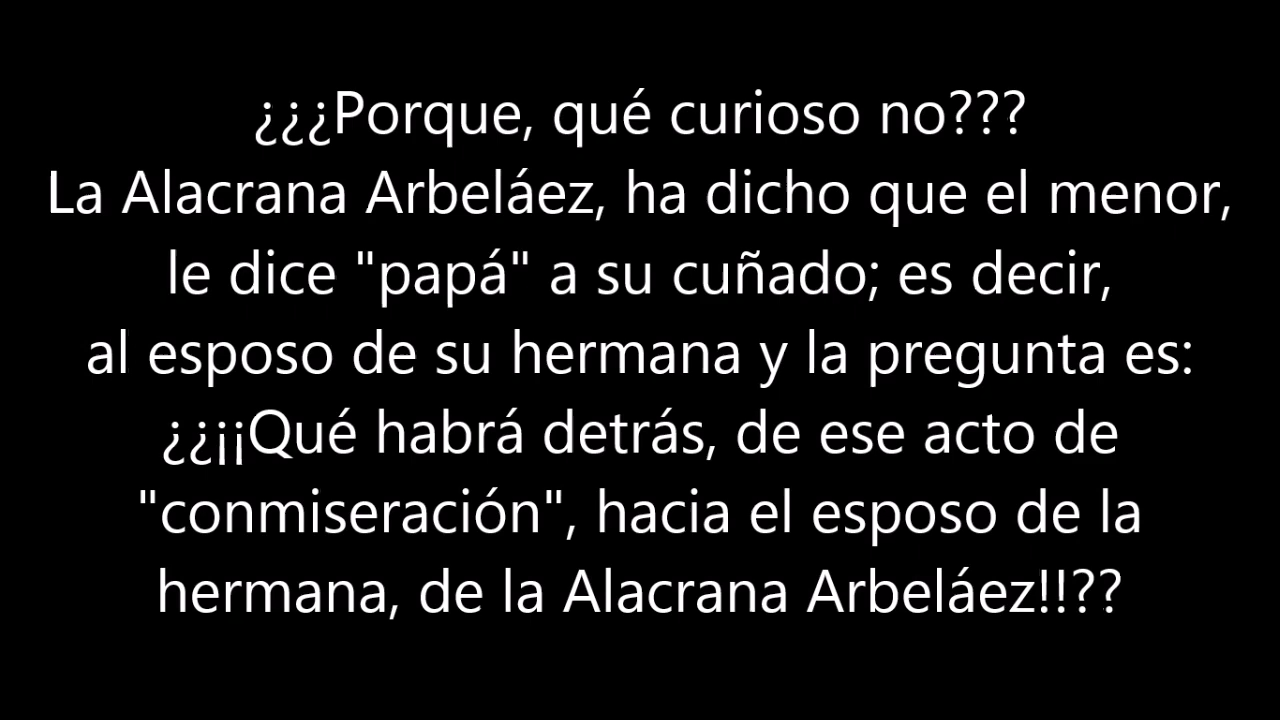 ¿¿¿Porque, qué curioso no???
La Alacrana Arbeláez, ha dicho que el menor,
le dice "papá" a su cuñado; es decir,
al esposo de su hermana y la pregunta es:
¿¿¡¡Qué habrá detrás, de ese acto de
"conmiseración", hacia el esposo de la
hermana, de la Alacrana Arbeláez!!??